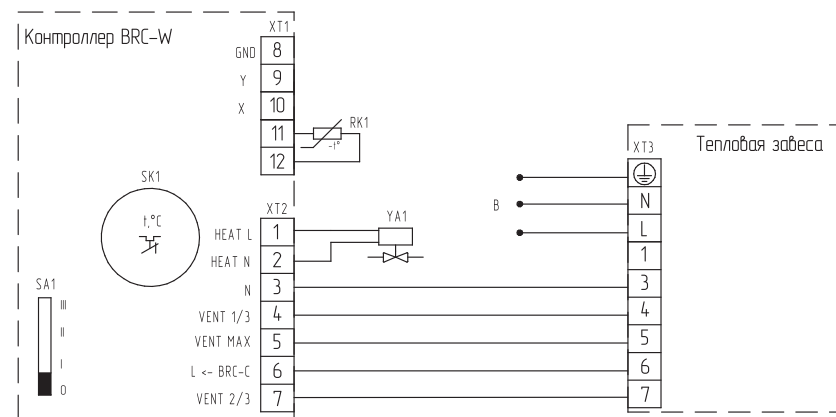 Контроллер BRC-W
XT1
GND 8
Y 9
X 10
11
12
RK1
-t°
SK1
t,°C
SA1
III
II
I
0
XT2
HEAT L 1
HEAT N 2
N 3
VENT 1/3 4
VENT MAX 5
L <- BRC-C 6
VENT 2/3 7
YA1
B
XT3
Тепловая завеса
N
L
1
3
4
5
6
7